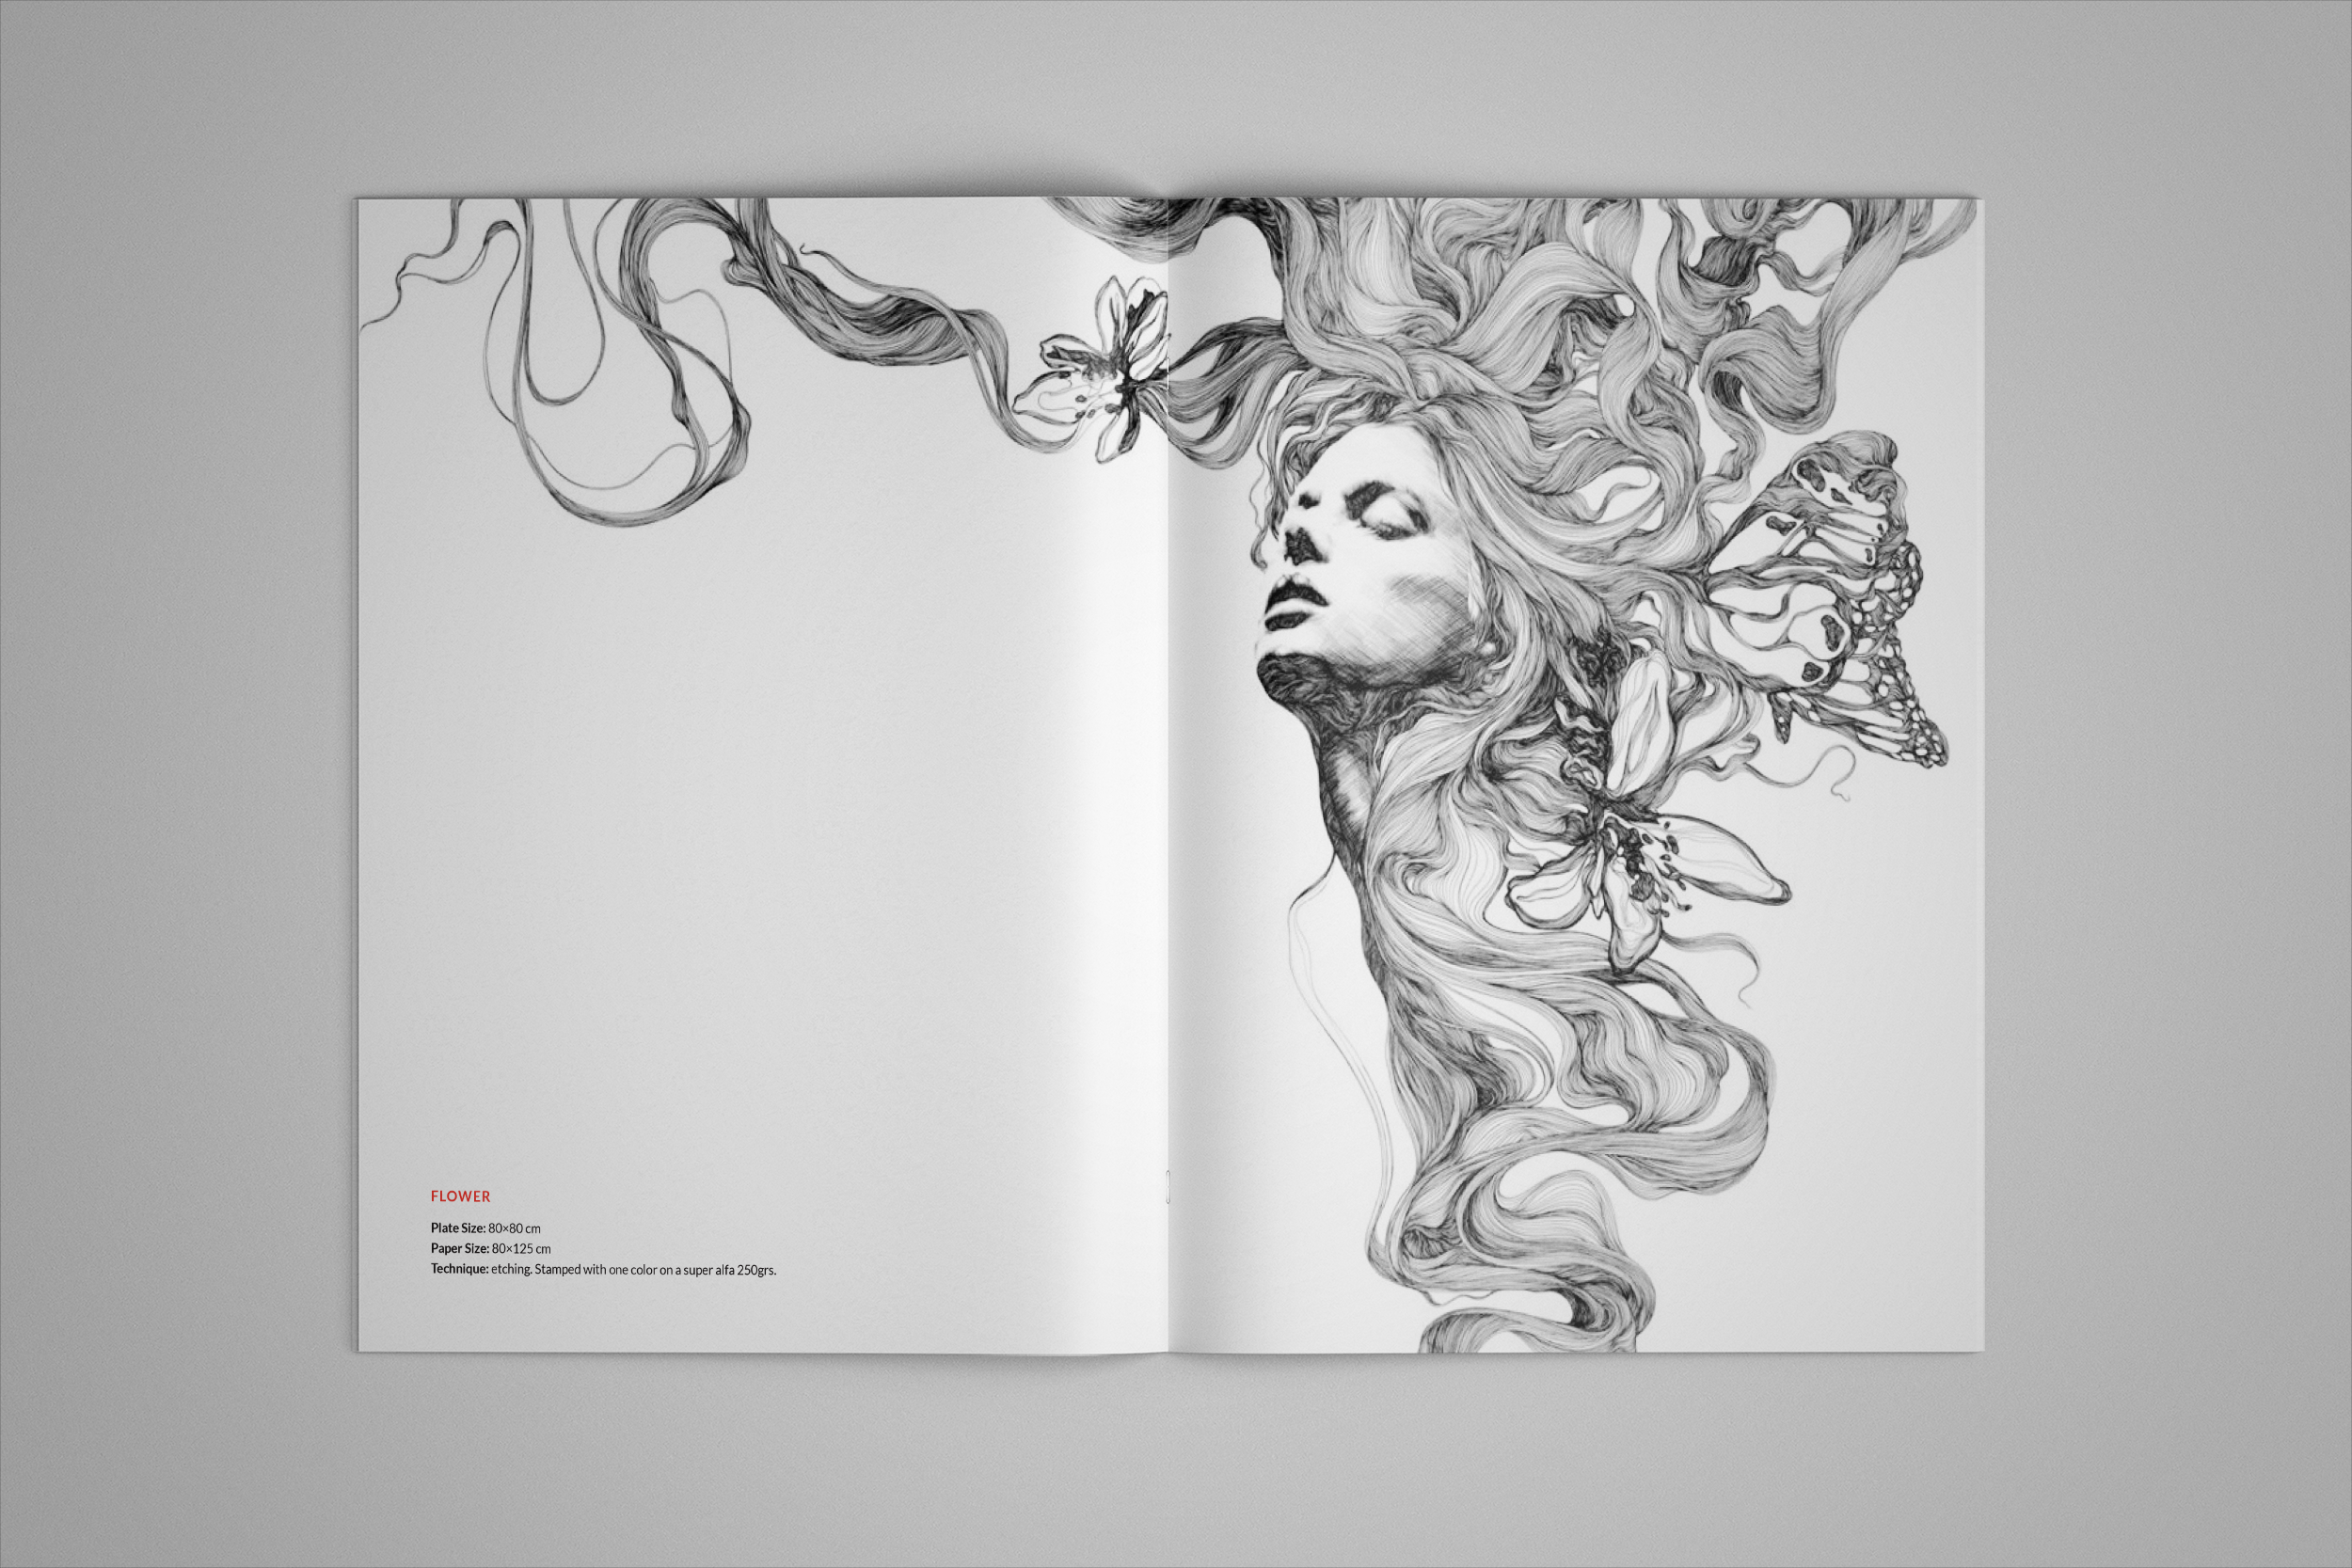 FLOWER
Plate Size: 80×80 cm
Paper Size: 80×125 cm
Technique: etching. Stamped with one color on a super alfa 250grs.